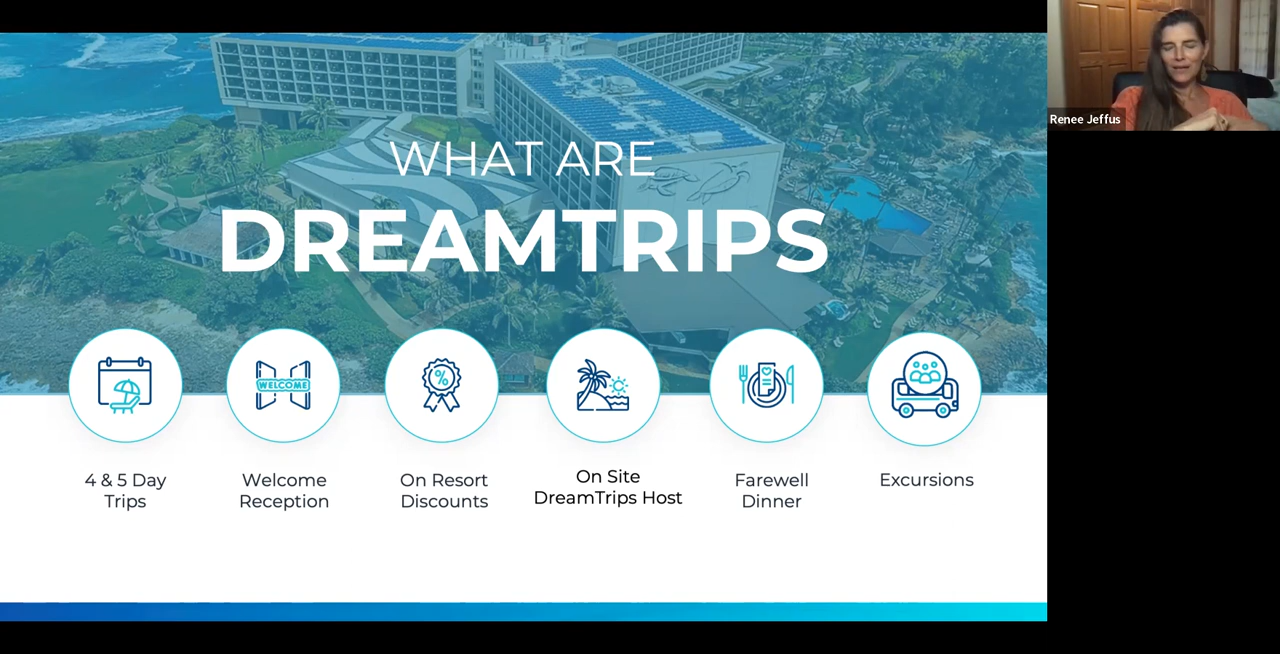 WHAT ARE
DREAMTRIPS
WELCOME
4 & 5 Day
Trips
Welcome
Reception
On Resort
Discounts
On Site
DreamTrips Host
Farewell
Dinner
Excursions
Renee Jeffus